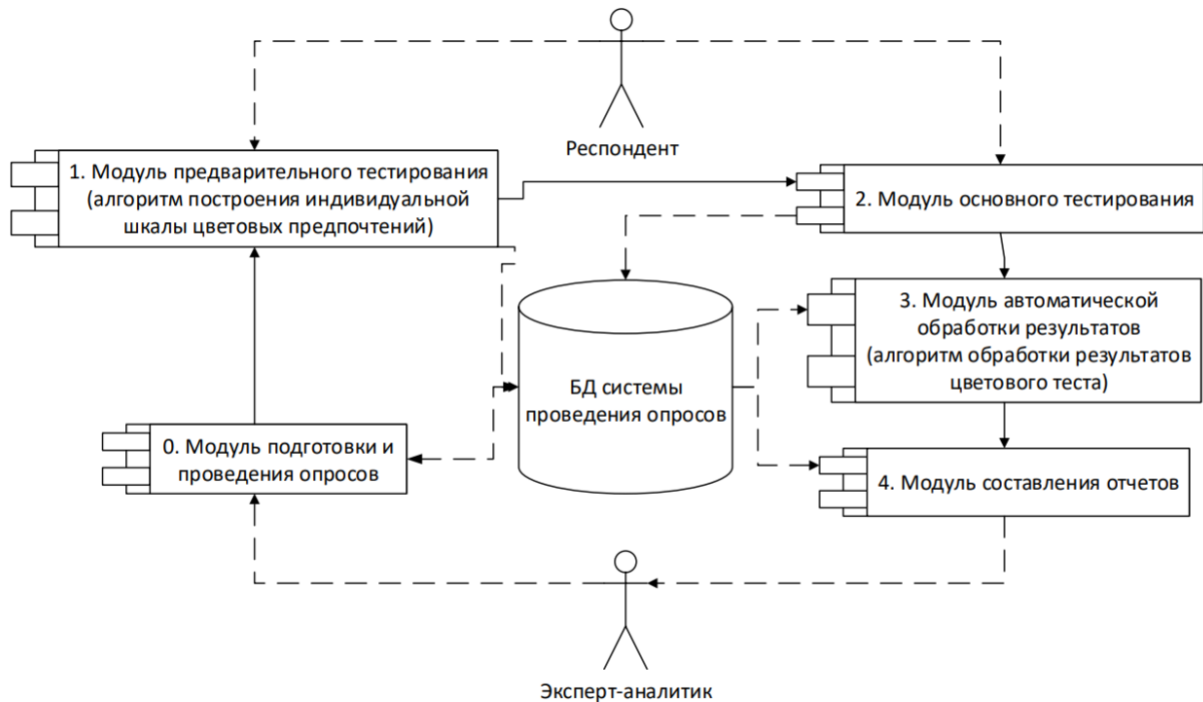 Респондент
1. Модуль предварительного тестирования
(алгоритм построения индивидуальной
шкалы цветовых предпочтений)
2. Модуль основного тестирования
3. Модуль автоматической
обработки результатов
(алгоритм обработки результатов
цветового теста)
БД системы
проведения опросов
0. Модуль подготовки и
проведения опросов
4. Модуль составления отчетов
Эксперт-аналитик